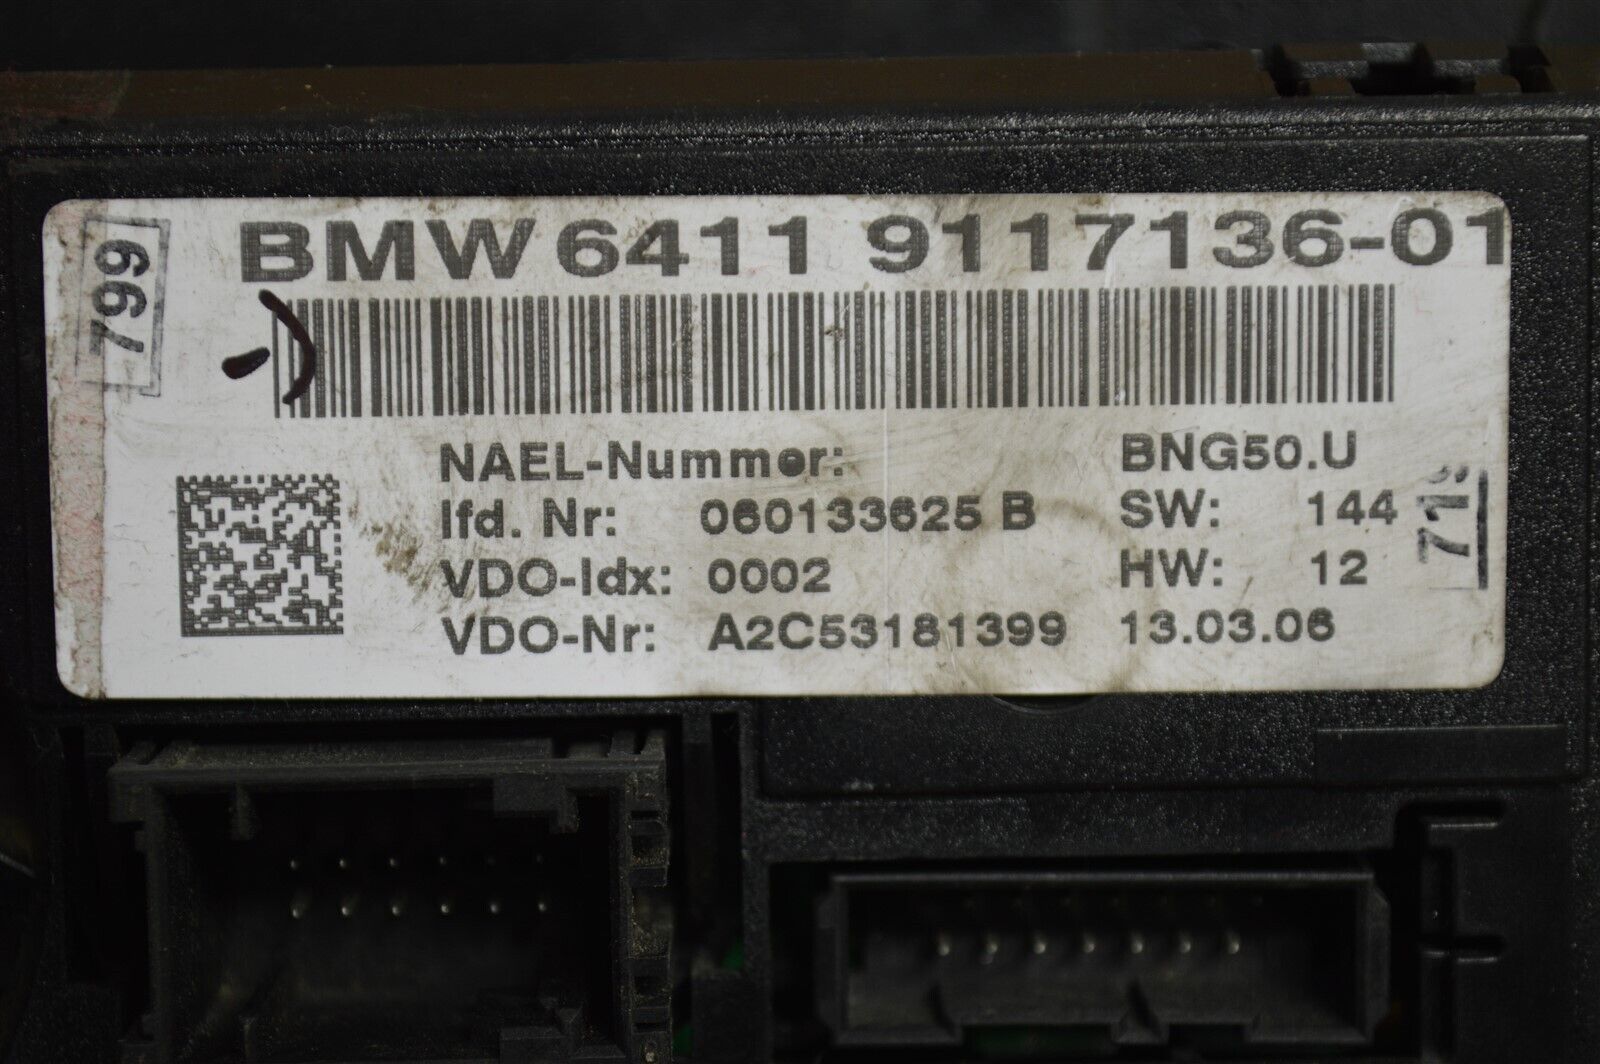 799
BMW 6411 9117136-01
NAEL-Nummer: BNG50.U
lfd. Nr: 060133625 B SW: 144
VDO-Idx: 0002 HW: 12
VDO-Nr: A2C53181399 13.03.06